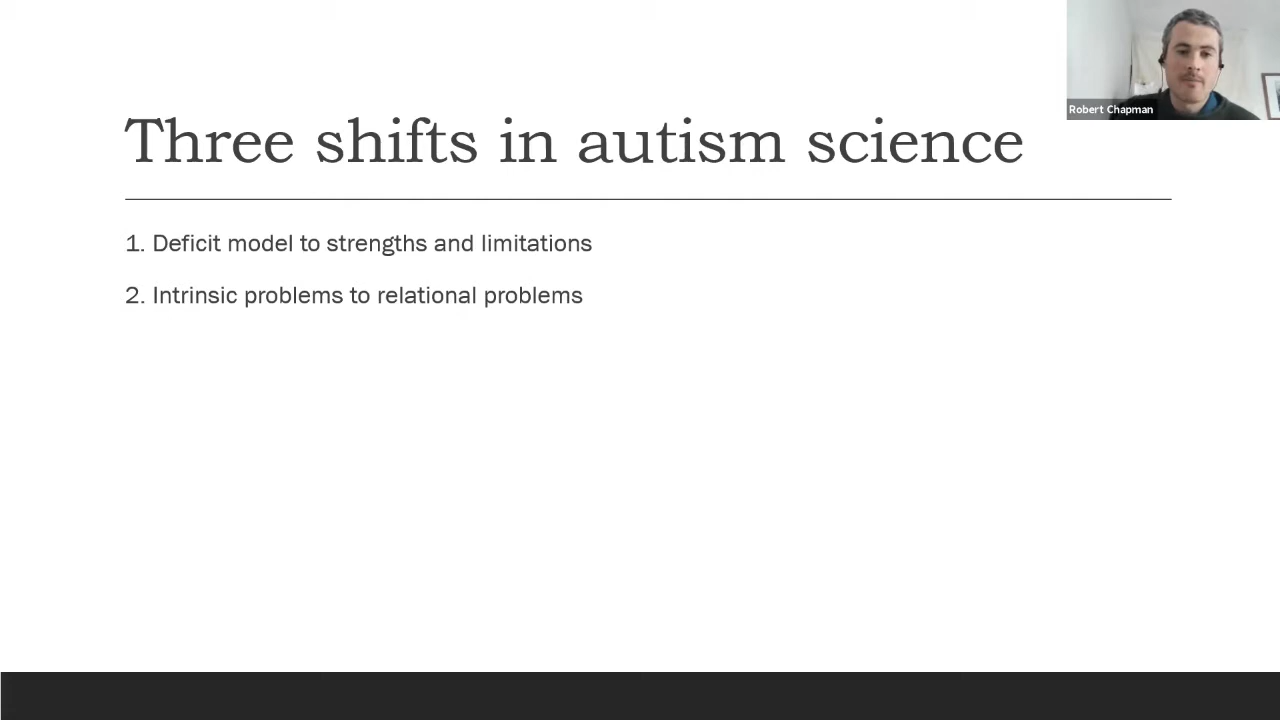 Robert Chapman
Three shifts in autism science
1. Deficit model to strengths and limitations
2. Intrinsic problems to relational problems